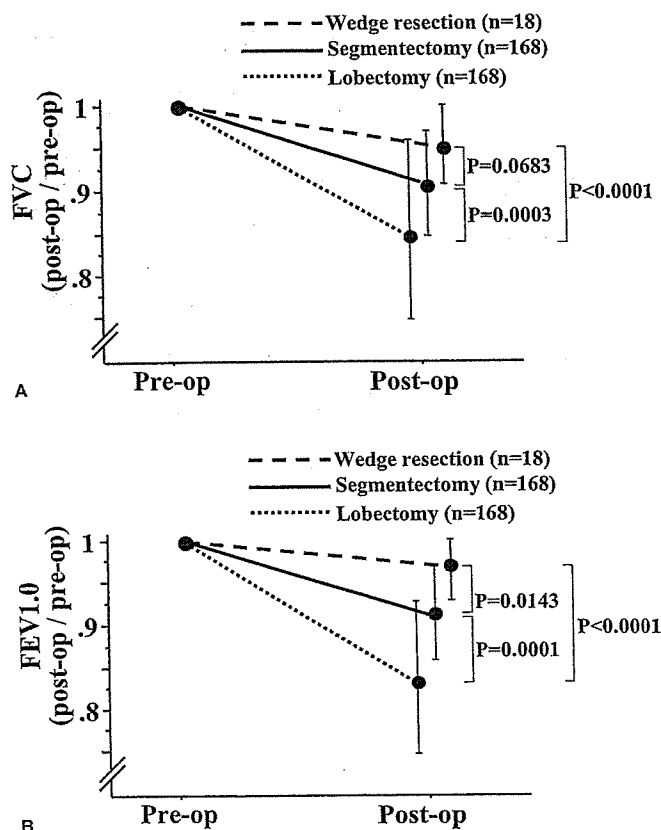 Wedge resection (n=18)
Segmentectomy (n=168)
Lobectomy (n=168)
1
.9
.8
FVC
(post-op / pre-op)
P=0.0683
P=0.0003
P<0.0001
Pre-op
Post-op
A
Wedge resection (n=18)
Segmentectomy (n=168)
Lobectomy (n=168)
1
.9
.8
FEV1.0
(post-op / pre-op)
P=0.0143
P=0.0001
P<0.0001
Pre-op
Post-op
B